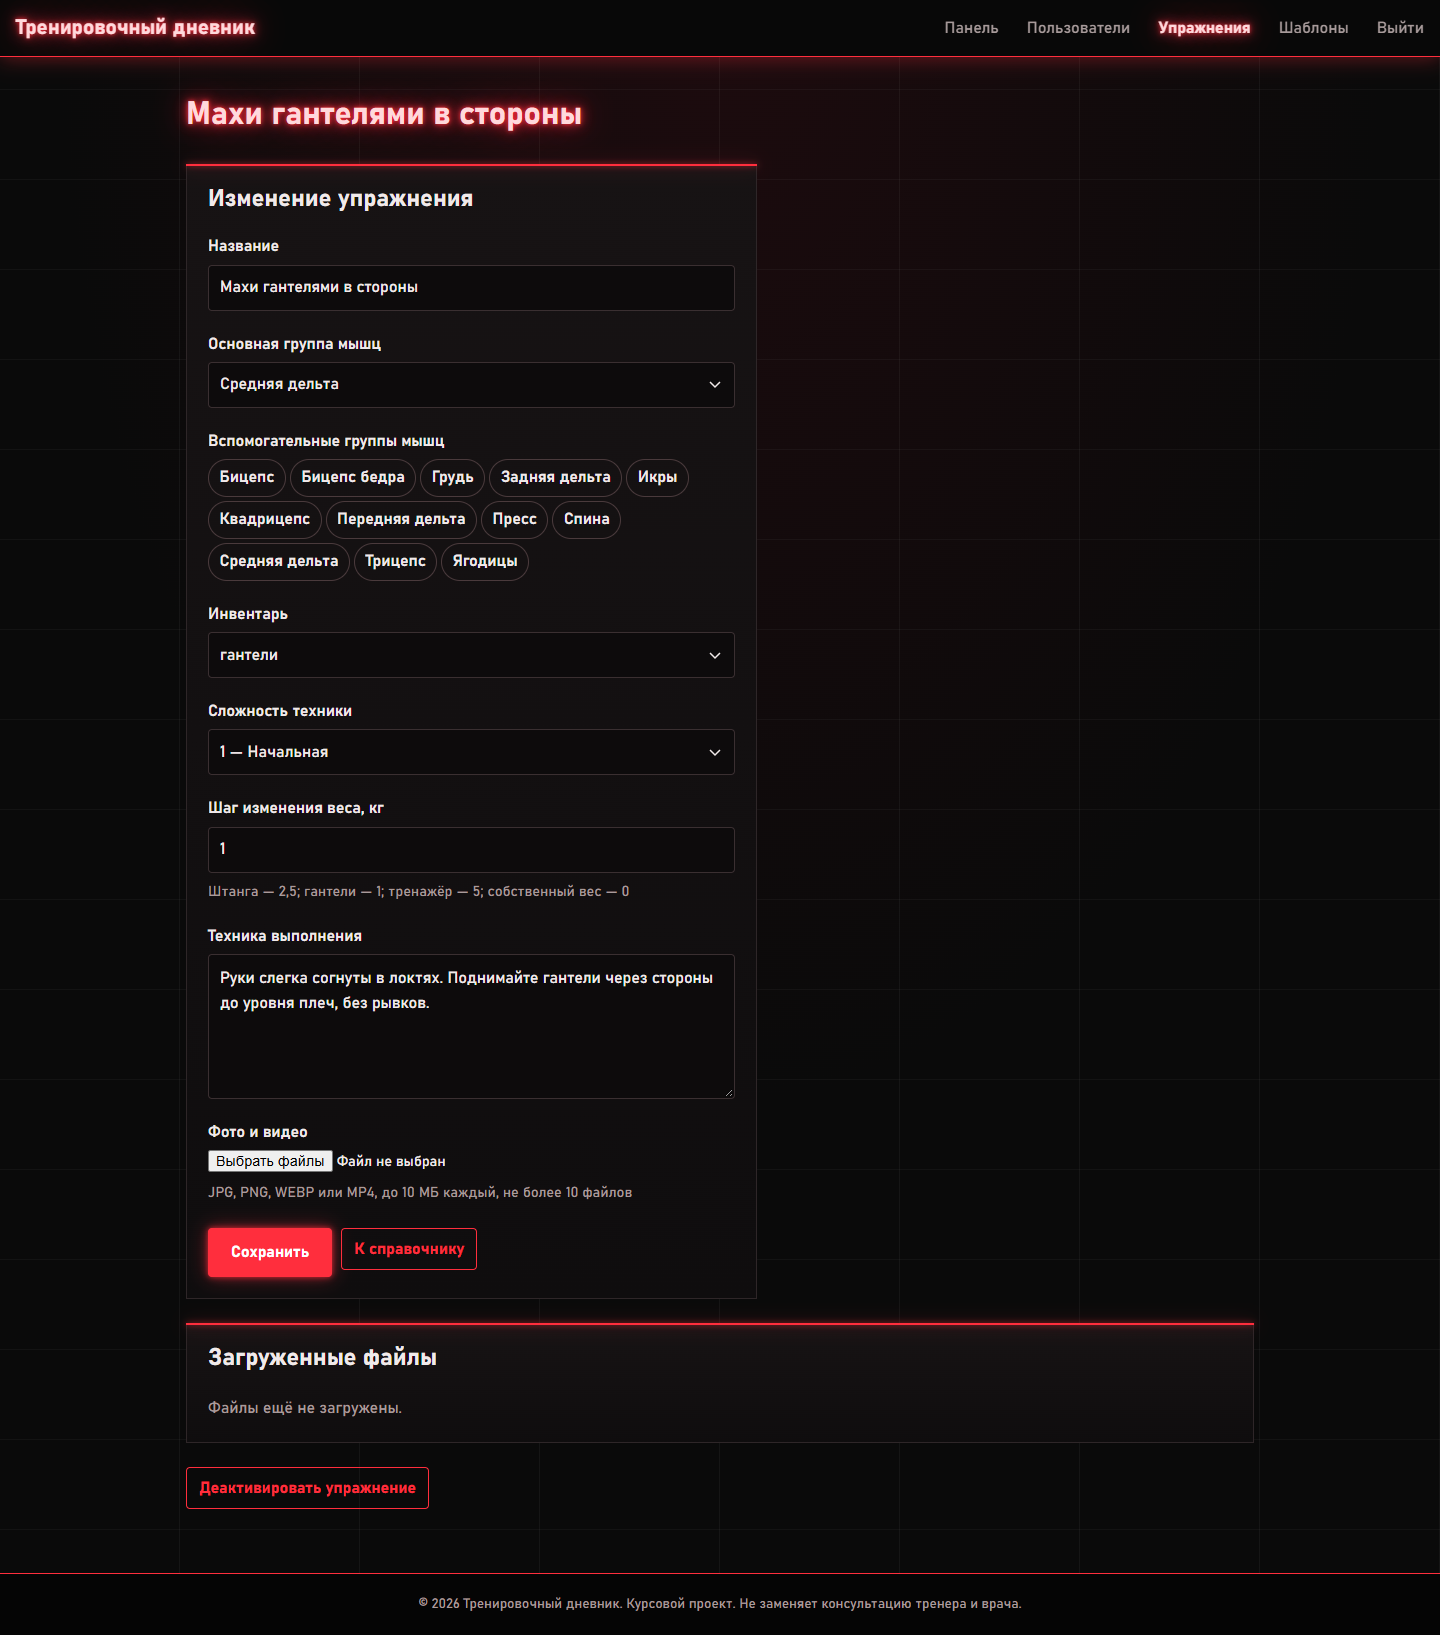 Тренировочный дневник
Панель
Пользователи
Упражнения
Шаблоны
Выйти
Махи гантелями в стороны
Изменение упражнения
Название
Махи гантелями в стороны
Основная группа мышц
Средняя дельта
Вспомогательные группы мышц
Бицепс Бицепс бедра Грудь Задняя дельта Икры
Квадрицепс Передняя дельта Пресс Спина
Средняя дельта Трицепс Ягодицы
Инвентарь
гантели
Сложность техники
1 — Начальная
Шаг изменения веса, кг
1
Штанга — 2,5; гантели — 1; тренажёр — 5; собственный вес — 0
Техника выполнения
Руки слегка согнуты в локтях. Поднимайте гантели через стороны
до уровня плеч, без рывков.
Фото и видео
Выбрать файлы Файл не выбран
JPG, PNG, WEBP или MP4, до 10 МБ каждый, не более 10 файлов
Сохранить
К справочнику
Загруженные файлы
Файлы ещё не загружены.
Деактивировать упражнение
© 2026 Тренировочный дневник. Курсовой проект. Не заменяет консультацию тренера и врача.